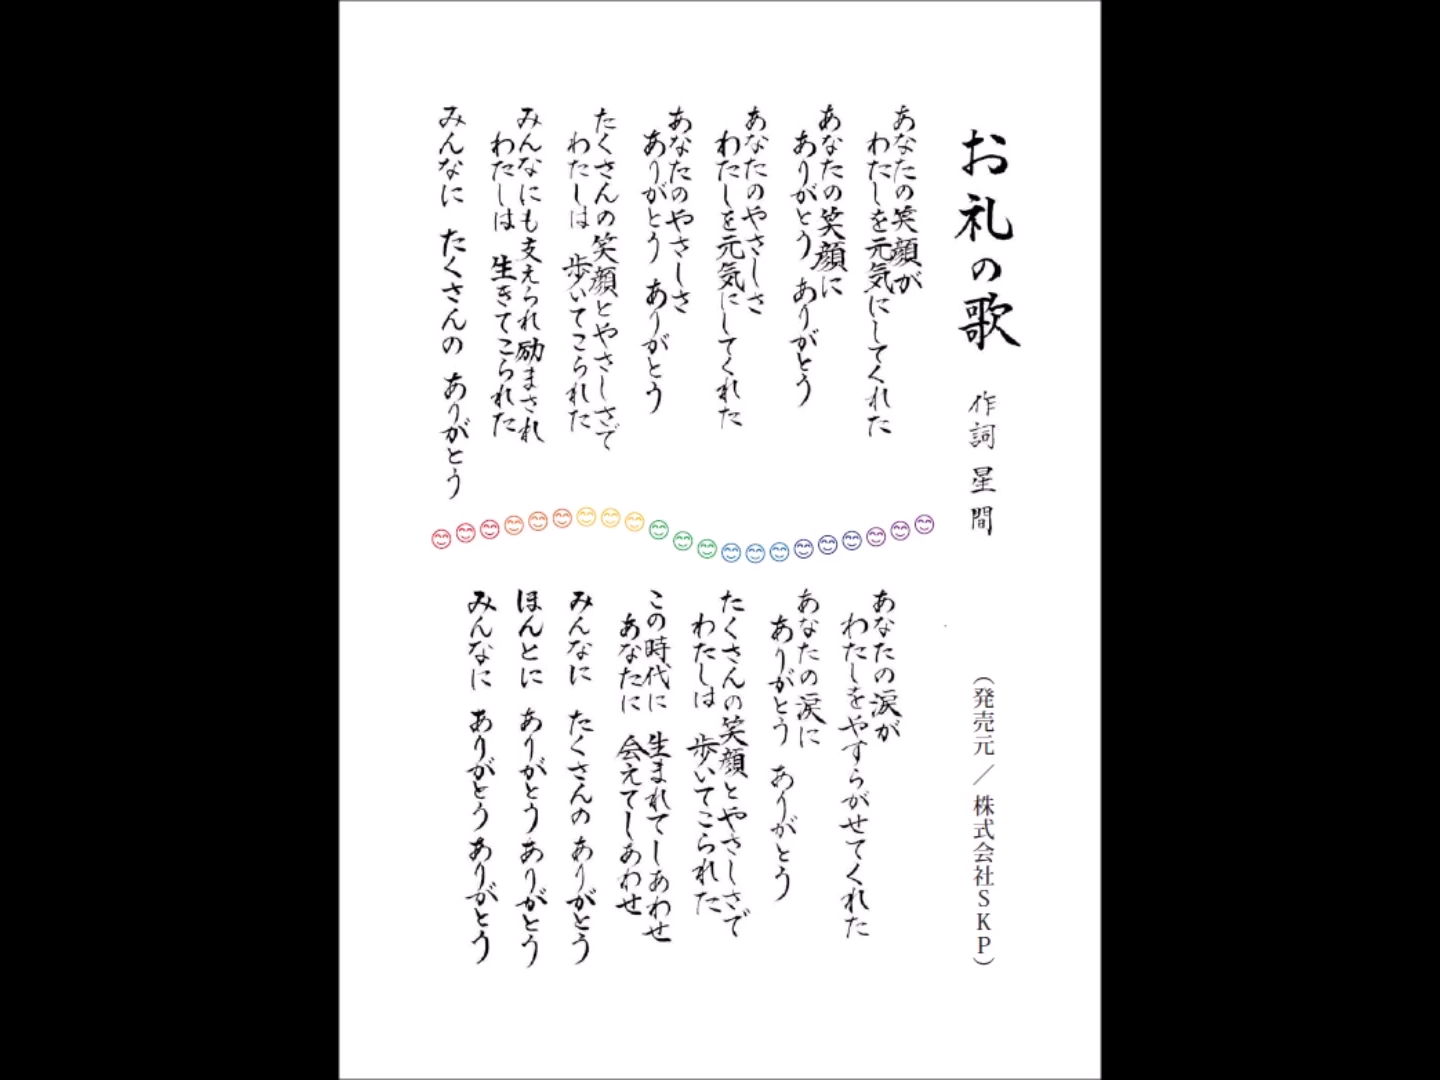 お礼の歌 作詞 星間
(発売元/株式会社SKP)
あなたの笑顔が
わたしを元気にしてくれた
あなたの笑顔に
ありがとう ありがとう
あなたのやさしさ
わたしを元気にしてくれた
あなたのやさしさ
ありがとう ありがとう
たくさんの笑顔とやさしさで
わたしは 歩いてこられた
みんなにも支えられ励まされ
わたしは 生きてこられた
みんなに たくさんの ありがとう
あなたの涙が
わたしをやすらがせてくれた
あなたの涙に
ありがとう ありがとう
たくさんの笑顔とやさしさで
わたしは 歩いてこられた
この時代に 生まれてしあわせ
あなたに 会えてしあわせ
みんなに たくさんの ありがとう
ほんとに ありがとう ありがとう
みんなに ありがとう ありがとう